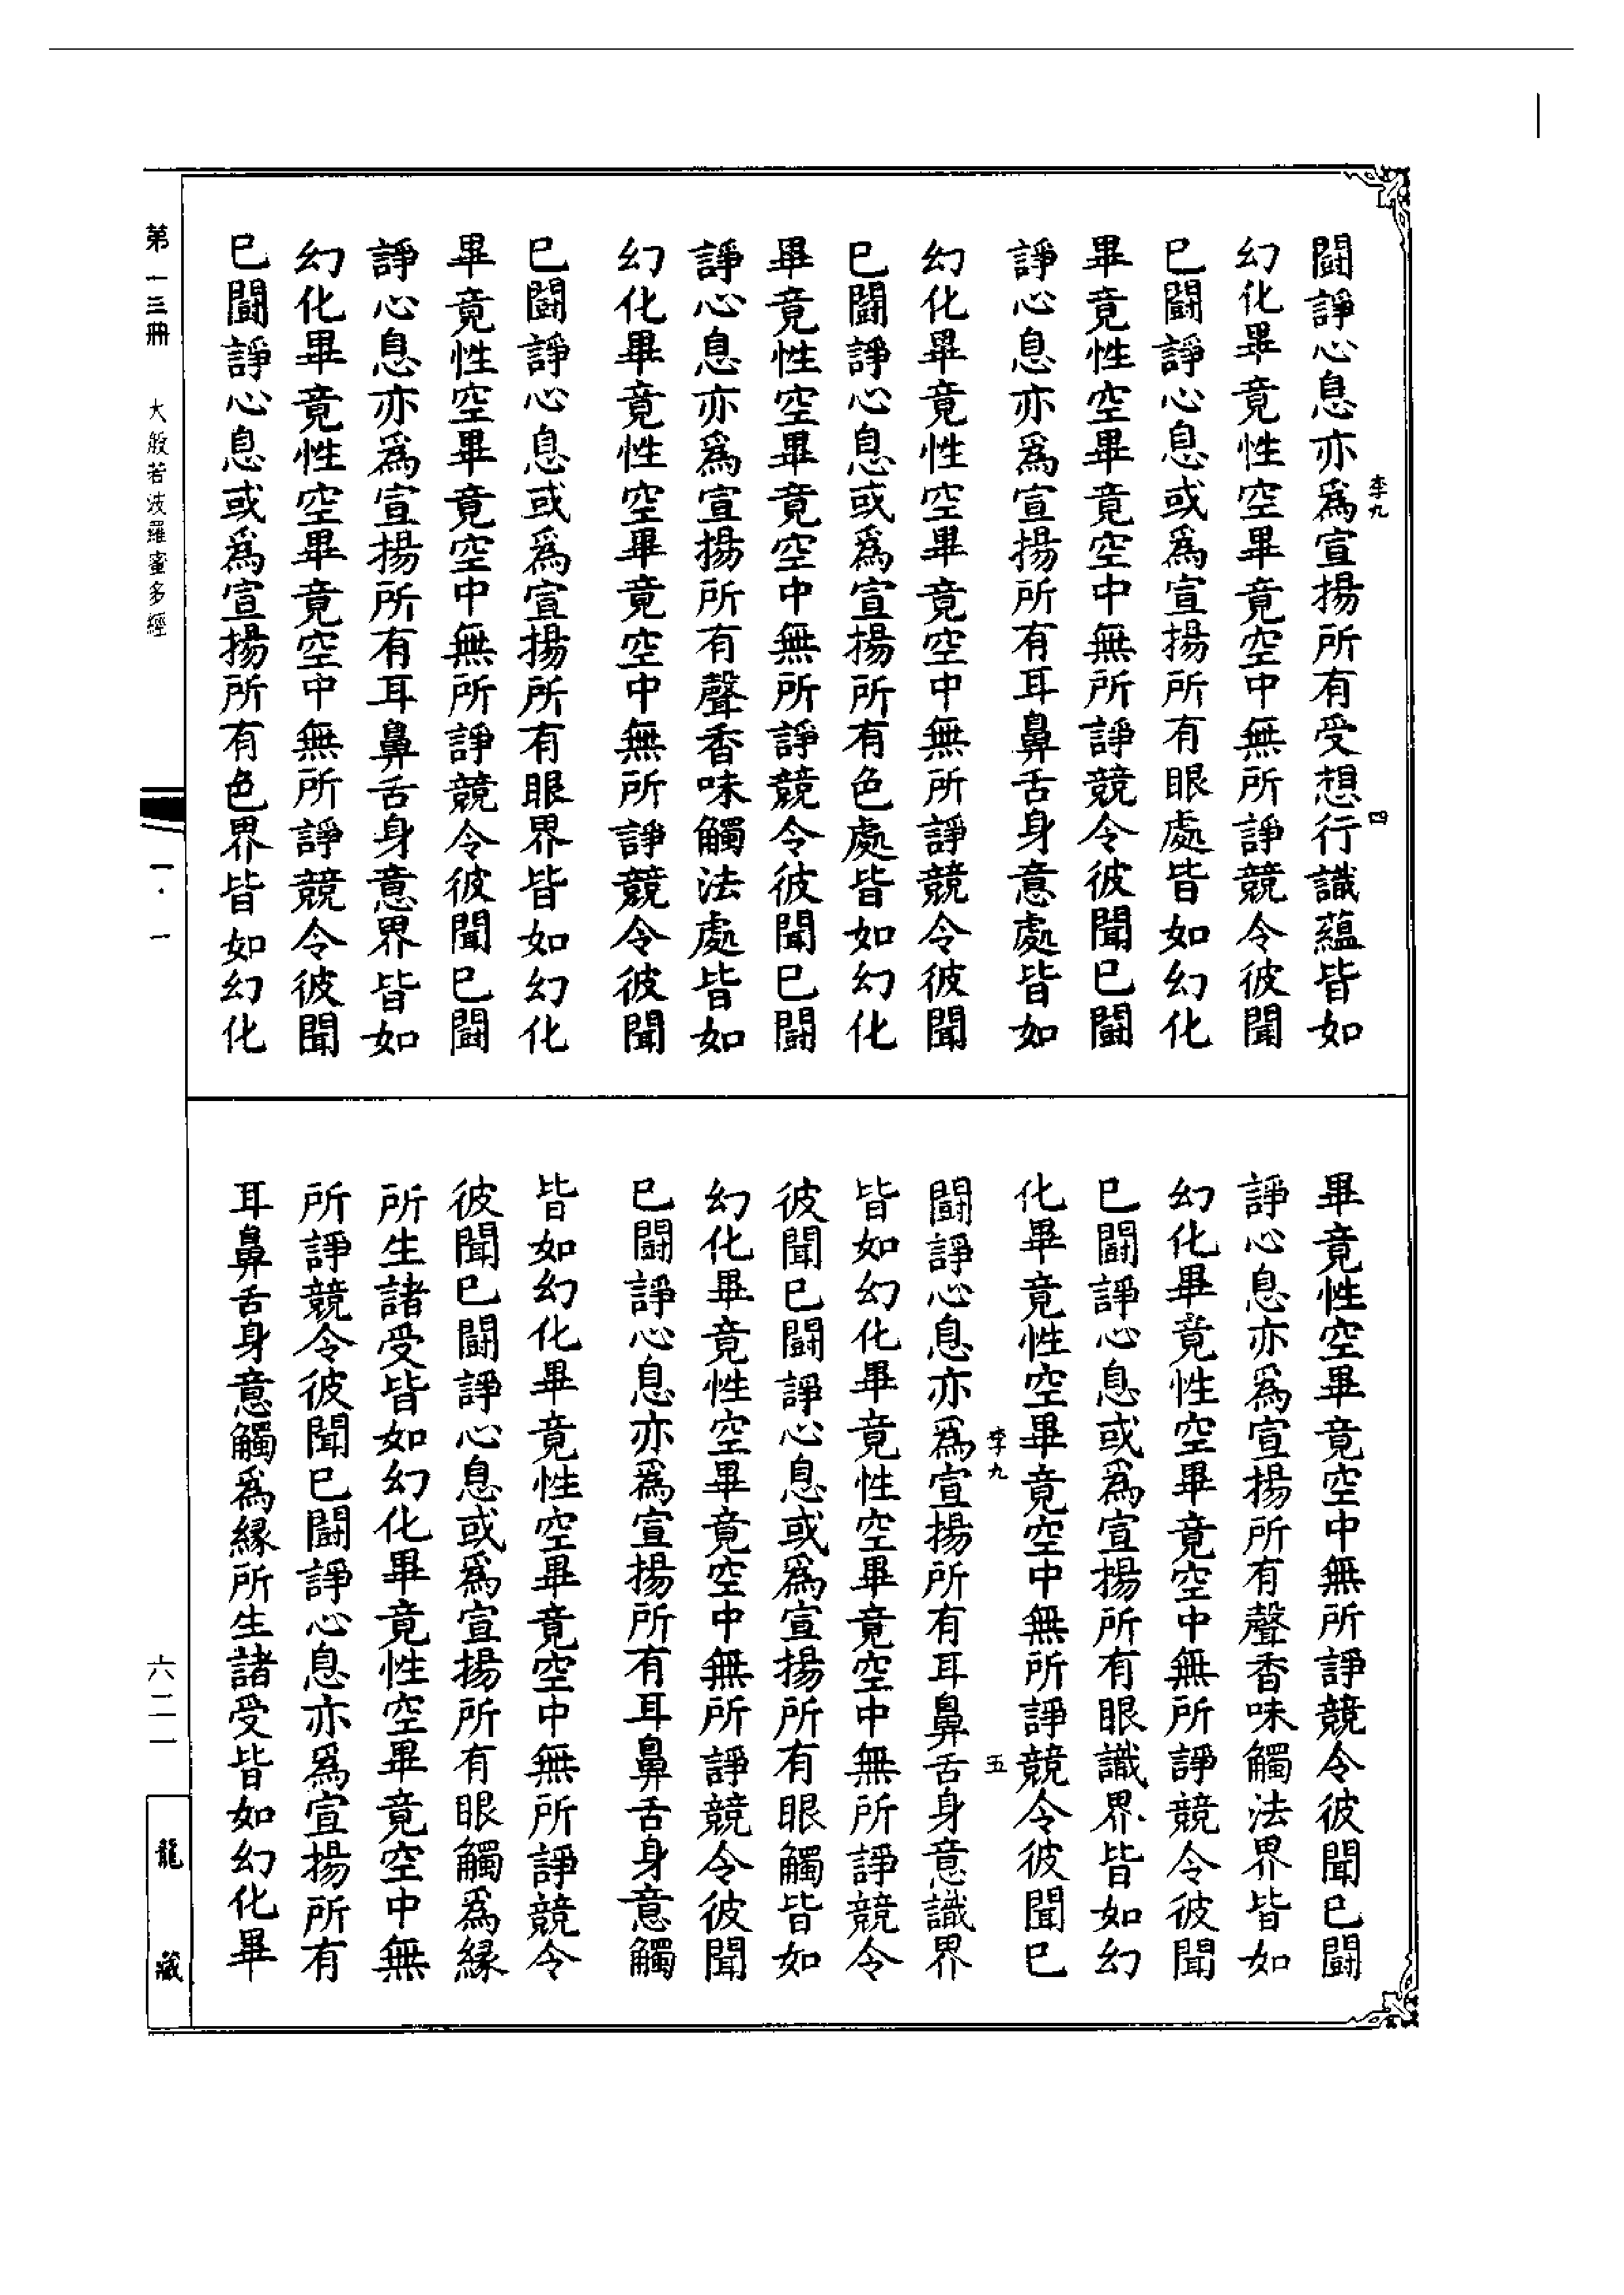 闘諍心息亦爲宣揚所有受想行識蘊皆如
李九
四
幻化畢竟性空畢竟空中無所諍競令彼聞
已闘諍心息或爲宣揚所有眼處皆如幻化
畢竟性空畢竟空中無所諍競令彼聞已闘
諍心息亦爲宣揚所有耳鼻舌身意處皆如
幻化畢竟性空畢竟空中無所諍競令彼聞
已闘諍心息或爲宣揚所有色處皆如幻化
畢竟性空畢竟空中無所諍競令彼聞已闘
諍心息亦爲宣揚所有聲香味觸法處皆如
幻化畢竟性空畢竟空中無所諍競令彼聞
已闘諍心息或爲宣揚所有眼界皆如幻化
畢竟性空畢竟空中無所諍競令彼聞已闘
諍心息亦爲宣揚所有耳鼻舌身意界皆如
幻化畢竟性空畢竟空中無所諍競令彼聞
已闘諍心息或爲宣揚所有色界皆如幻化
畢竟性空畢竟空中無所諍競令彼聞已闘
諍心息亦爲宣揚所有聲香味觸法界皆如
幻化畢竟性空畢竟空中無所諍競令彼聞
已闘諍心息或爲宣揚所有眼識界皆如幻
化畢竟性空畢竟空中無所諍競令彼聞已
李九
五
闘諍心息亦爲宣揚所有耳鼻舌身意識界
皆如幻化畢竟性空畢竟空中無所諍競令
彼聞已闘諍心息或爲宣揚所有眼觸皆如
幻化畢竟性空畢竟空中無所諍競令彼聞
已闘諍心息亦爲宣揚所有耳鼻舌身意觸
皆如幻化畢竟性空畢竟空中無所諍競令
彼聞已闘諍心息或爲宣揚所有眼觸爲緣
所生諸受皆如幻化畢竟性空畢竟空中無
所諍競令彼聞已闘諍心息亦爲宣揚所有
耳鼻舌身意觸爲緣所生諸受皆如幻化畢
第一三冊 大般若波羅蜜多經
一·一
六二一
龍藏